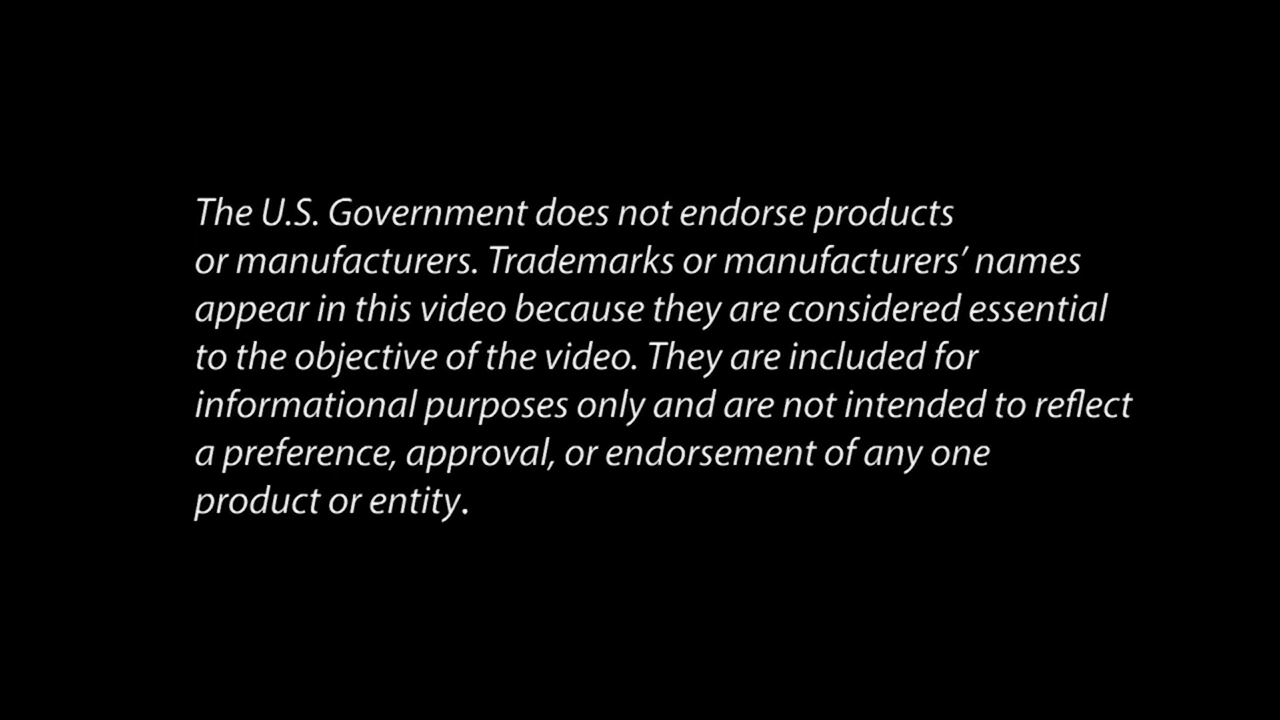 The U.S. Government does not endorse products
or manufacturers. Trademarks or manufacturers’ names
appear in this video because they are considered essential
to the objective of the video. They are included for
informational purposes only and are not intended to reflect
a preference, approval, or endorsement of any one
product or entity.